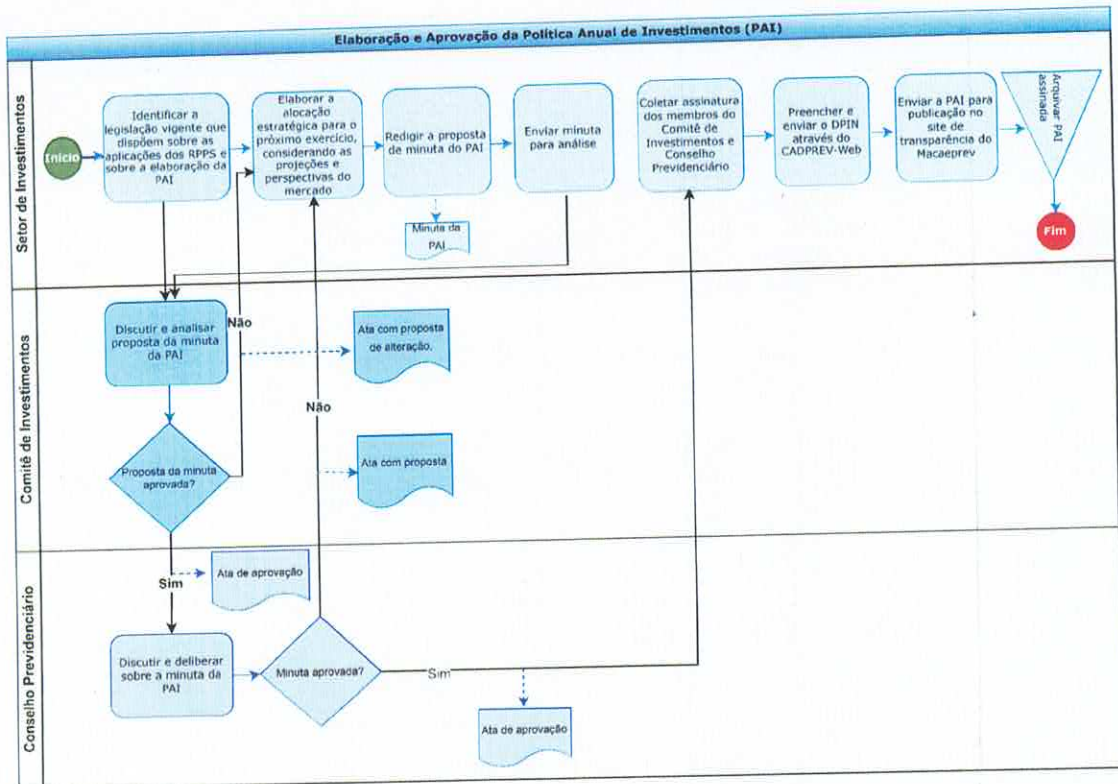 Elaboração e Aprovação da Política Anual de Investimentos (PAI)
Setor de Investimentos
Início
Identificar a
legislação vigente que
dispõem sobre as
aplicações dos RPPS e
sobre a elaboração da
PAI
Elaborar a
alocação
estratégica para o
próximo exercício,
considerando as
projeções e
perspectivas do
mercado
Redigir a proposta
de minuta do PAI
Minuta da
PAI
Enviar minuta
para análise
Coletar assinatura
dos membros do
Comitê de
Investimentos e
Conselho
Previdenciário
Preencher e
enviar o DPIN
através do
CADPREV-Web
Enviar a PAI para
publicação no
site de
transparência do
Macaeprev
Arquivar PAI
assinada
Fim
Comitê de Investimentos
Discutir e analisar
proposta da minuta
da PAI
Não
Ata com proposta
de alteração.
Proposta da minuta
aprovada?
Não
Ata com proposta
Conselho Previdenciário
Sim
Ata de aprovação
Discutir e deliberar
sobre a minuta da
PAI
Minuta aprovada?
Sim
Ata de aprovação